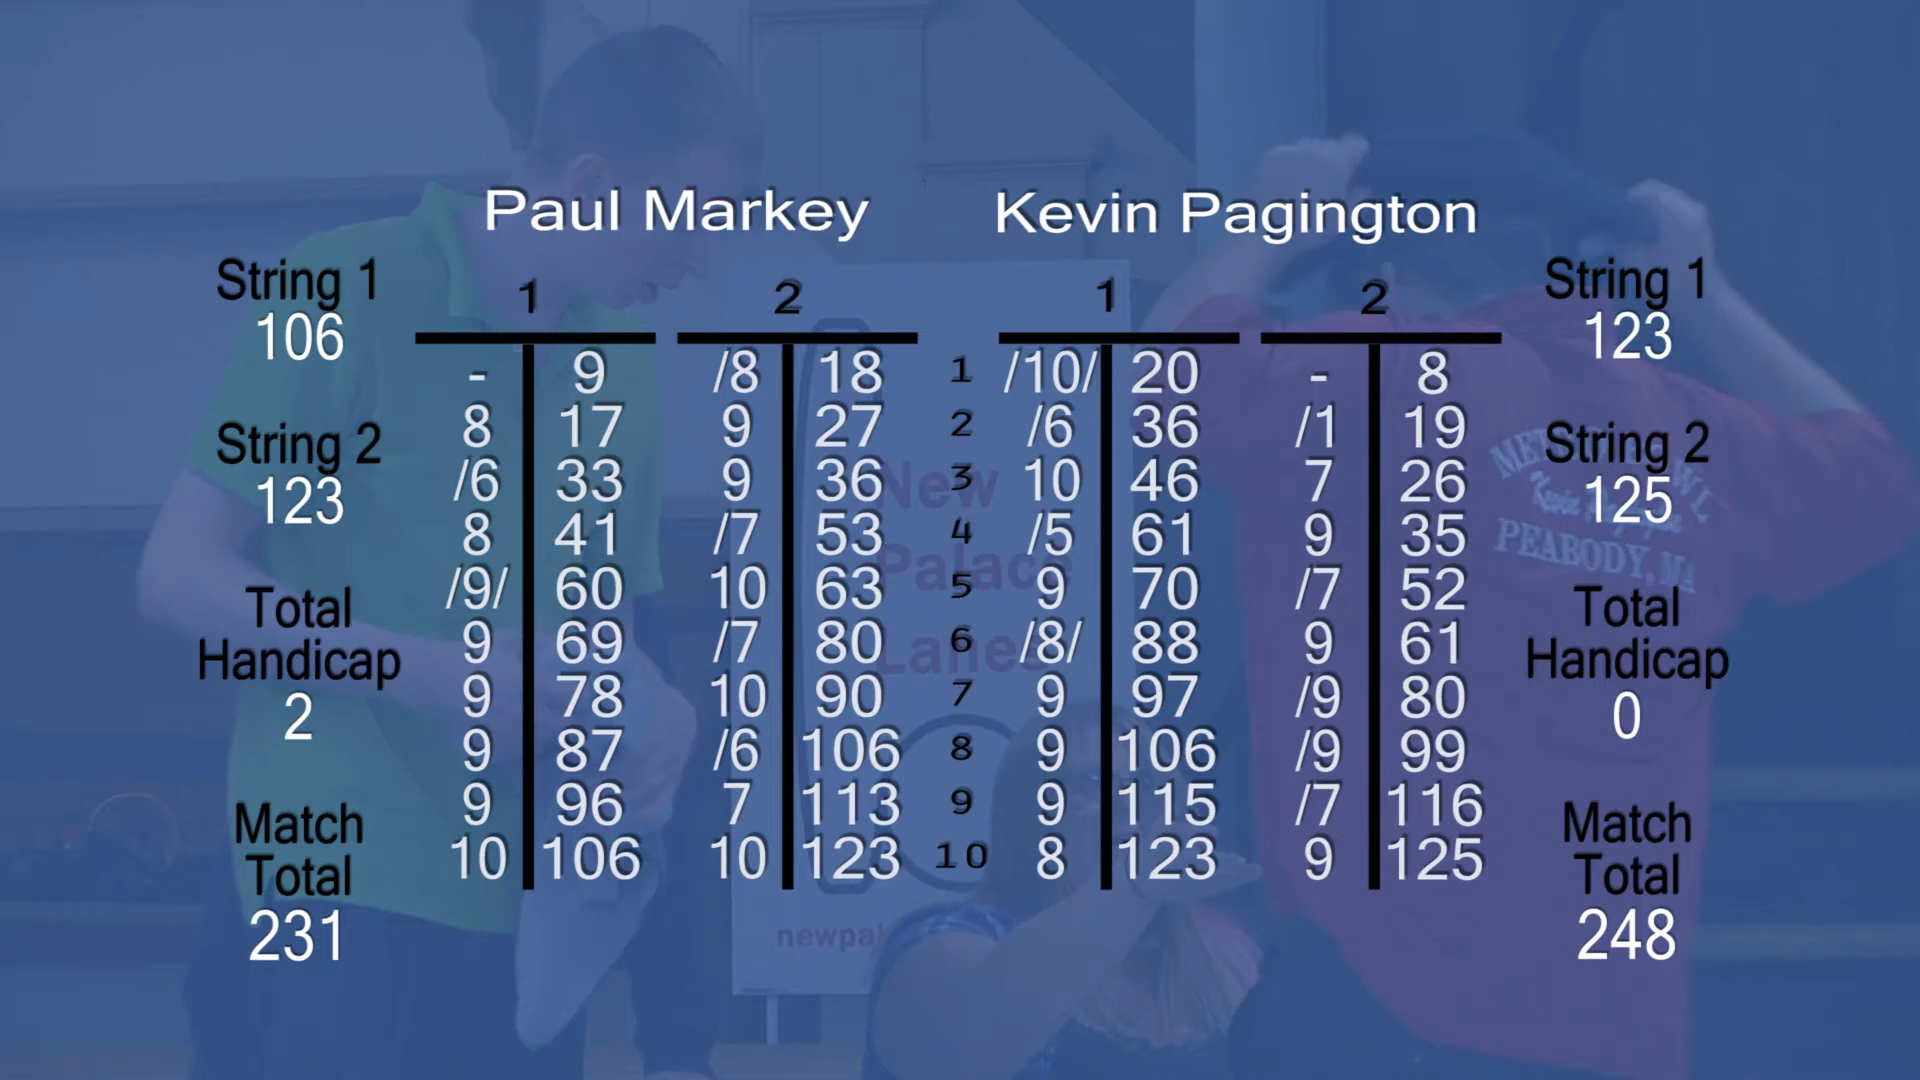 Paul Markey
Kevin Pagington
String 1
106
String 2
123
Total
Handicap
2
Match
Total
231
1 2 1 2
- 9 /8 18 1 /10/ 20 - 8
8 17 9 27 2 /6 36 /1 19
/6 33 9 36 3 10 46 7 26
8 41 /7 53 4 /5 61 9 35
/9/ 60 10 63 5 9 70 /7 52
9 69 /7 80 6 /8/ 88 9 61
9 78 10 90 7 9 97 /9 80
9 87 /6 106 8 9 106 /9 99
9 96 7 113 9 9 115 /7 116
10 106 10 123 10 8 123 9 125
String 1
123
String 2
125
Total
Handicap
0
Match
Total
248
New
Palace
Lanes
PEABODY, MA